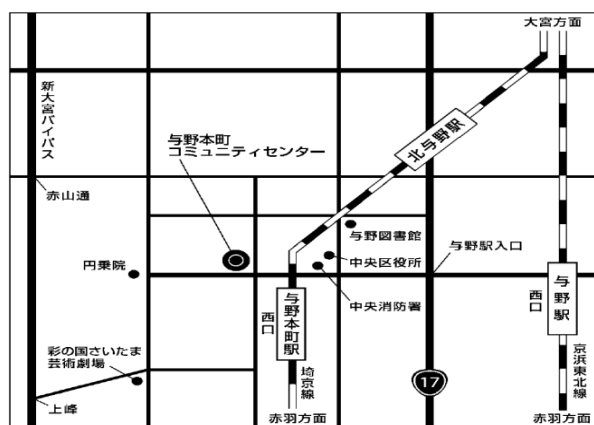 大宮方面
新大宮バイパス
与野本町
コミュニティセンター
北与野駅
赤山通
与野図書館
円乗院
中央区役所
与野駅入口
中央消防署
西口
与野本町駅
西口
与野駅
彩の国さいたま
芸術劇場
埼京線
17
京浜東北線
上峰
赤羽方面
赤羽方面